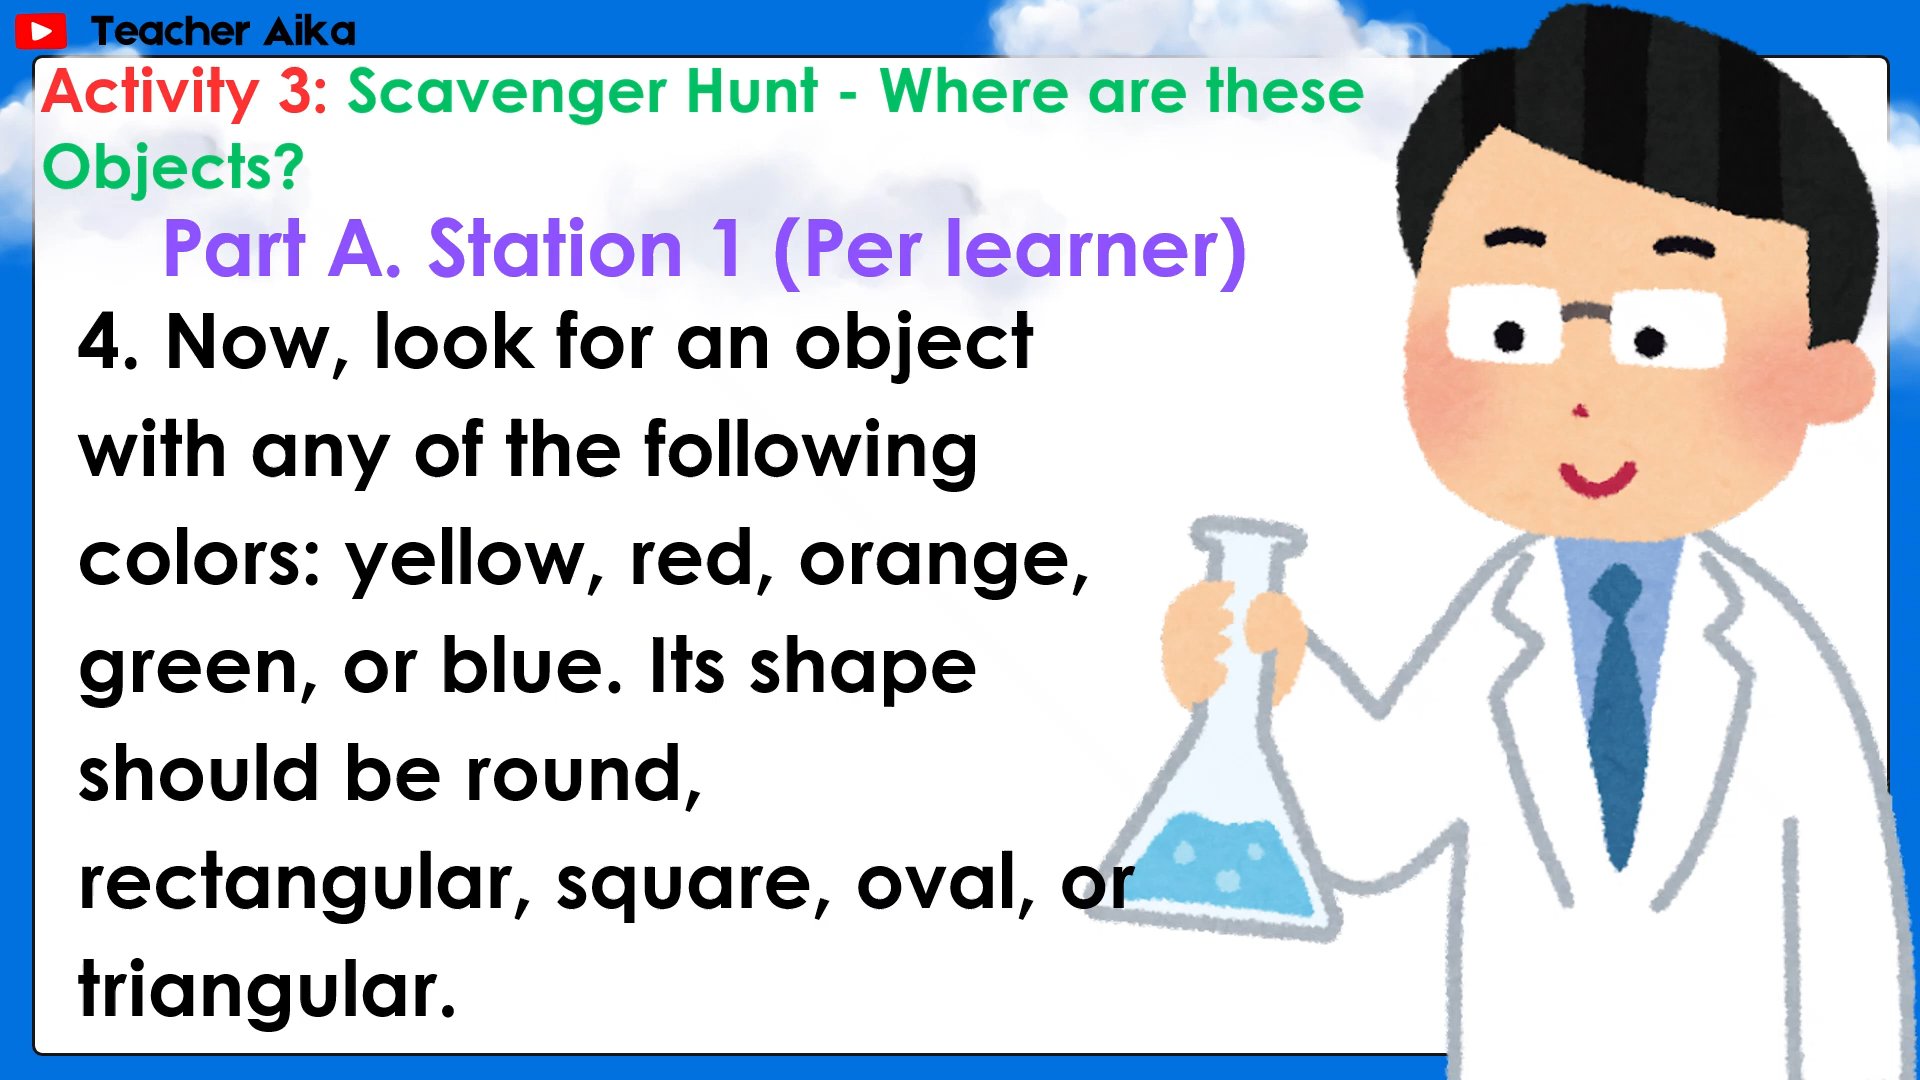 Teacher Aika
Activity 3: Scavenger Hunt - Where are these
Objects?
Part A. Station 1 (Per learner)
4. Now, look for an object
with any of the following
colors: yellow, red, orange,
green, or blue. Its shape
should be round,
rectangular, square, oval, or
triangular.